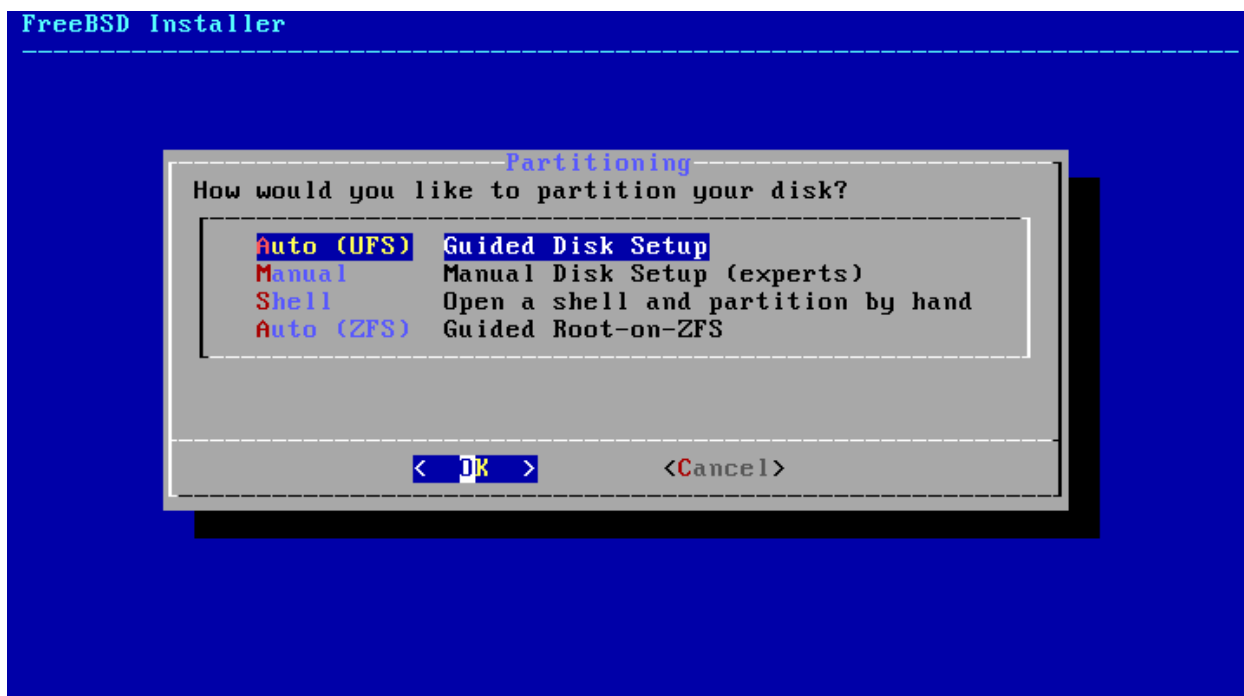 FreeBSD Installer
Partitioning
How would you like to partition your disk?
Auto (UFS) Guided Disk Setup
Manual Manual Disk Setup (experts)
Shell Open a shell and partition by hand
Auto (ZFS) Guided Root-on-ZFS
< OK > <Cancel>